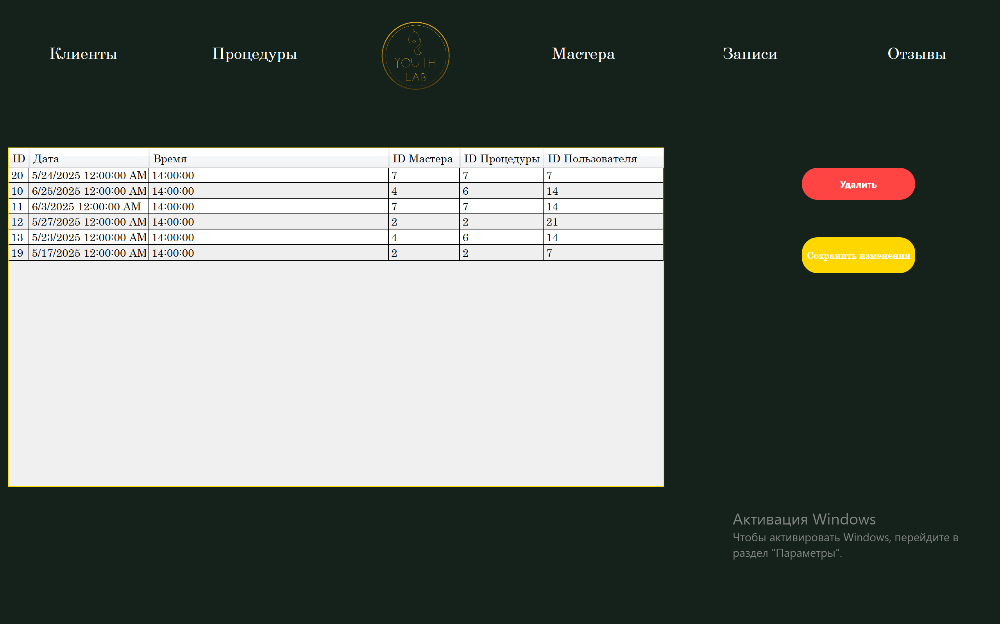 Клиенты Процедуры YOUTH LAB Мастера Записи Отзывы
ID Дата Время ID Мастера ID Процедуры ID Пользователя
20 5/24/2025 12:00:00 AM 14:00:00 7 7 7
10 6/25/2025 12:00:00 AM 14:00:00 4 6 14
11 6/3/2025 12:00:00 AM 14:00:00 7 7 14
12 5/27/2025 12:00:00 AM 14:00:00 2 2 21
13 5/23/2025 12:00:00 AM 14:00:00 4 6 14
19 5/17/2025 12:00:00 AM 14:00:00 2 2 7
Удалить
Сохранить изменения
Активация Windows
Чтобы активировать Windows, перейдите в
раздел "Параметры".